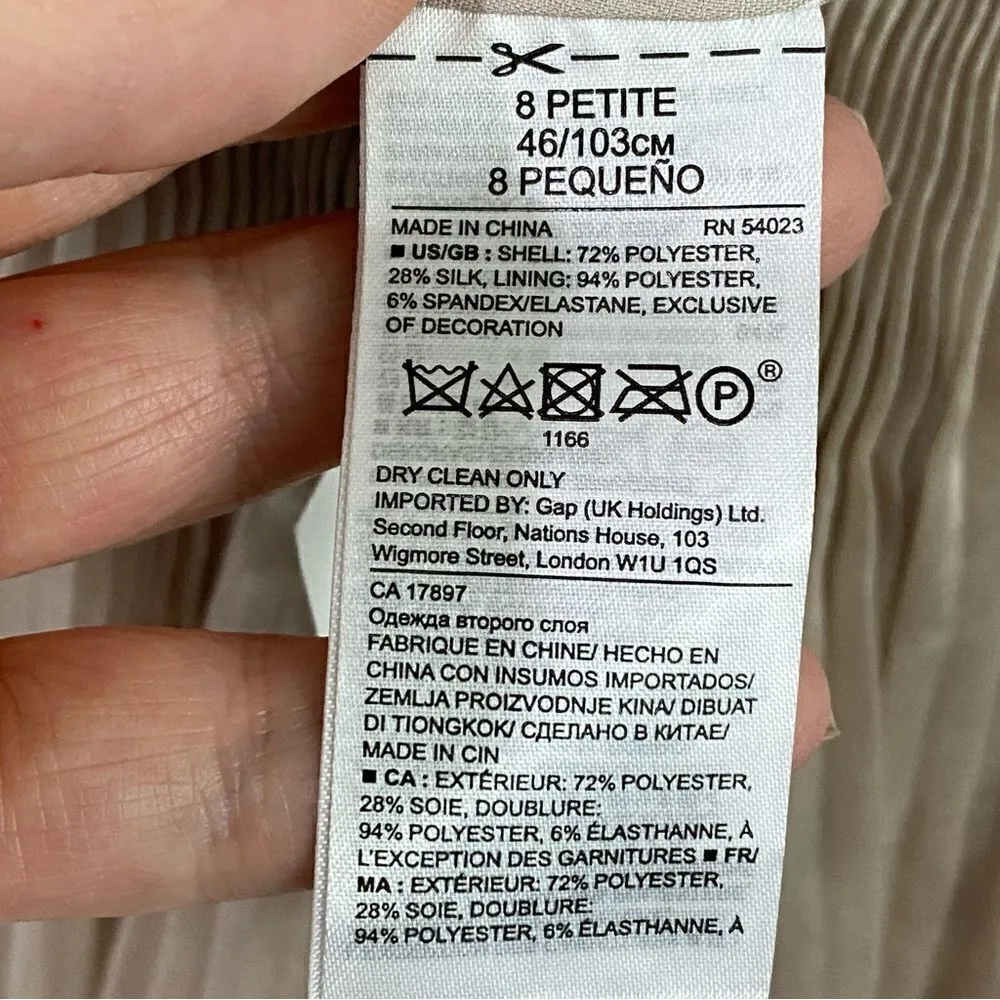 8 PETITE
46/103CM
8 PEQUEÑO
MADE IN CHINA RN 54023
■ US/GB : SHELL: 72% POLYESTER,
28% SILK, LINING: 94% POLYESTER,
6% SPANDEX/ELASTANE, EXCLUSIVE
OF DECORATION
P ®
1166
DRY CLEAN ONLY
IMPORTED BY: Gap (UK Holdings) Ltd.
Second Floor, Nations House, 103
Wigmore Street, London W1U 1QS
CA 17897
Одежда второго слоя
FABRIQUE EN CHINE/ HECHO EN
CHINA CON INSUMOS IMPORTADOS/
ZEMLJA PROIZVODNJE KINA/ DIBUAT
DI TIONGKOK/ СДЕЛАНО В КИТАЕ/
MADE IN CIN
■ CA : EXTÉRIEUR: 72% POLYESTER,
28% SOIE, DOUBLURE:
94% POLYESTER, 6% ÉLASTHANNE, À
L'EXCEPTION DES GARNITURES ■ FR/
MA : EXTÉRIEUR: 72% POLYESTER,
28% SOIE, DOUBLURE:
94% POLYESTER, 6% ÉLASTHANNE, À